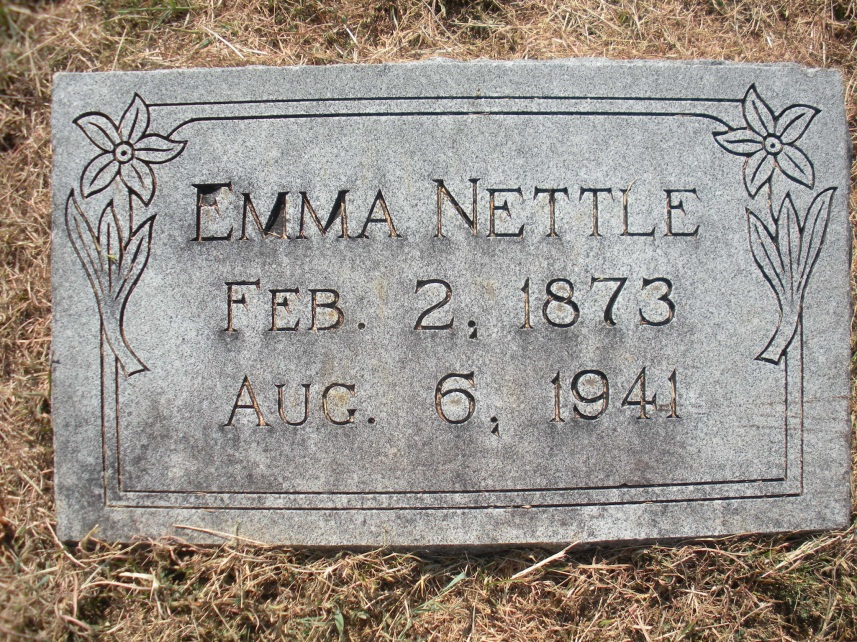 EMMA NETTLE
FEB. 2, 1873
AUG. 6, 1941